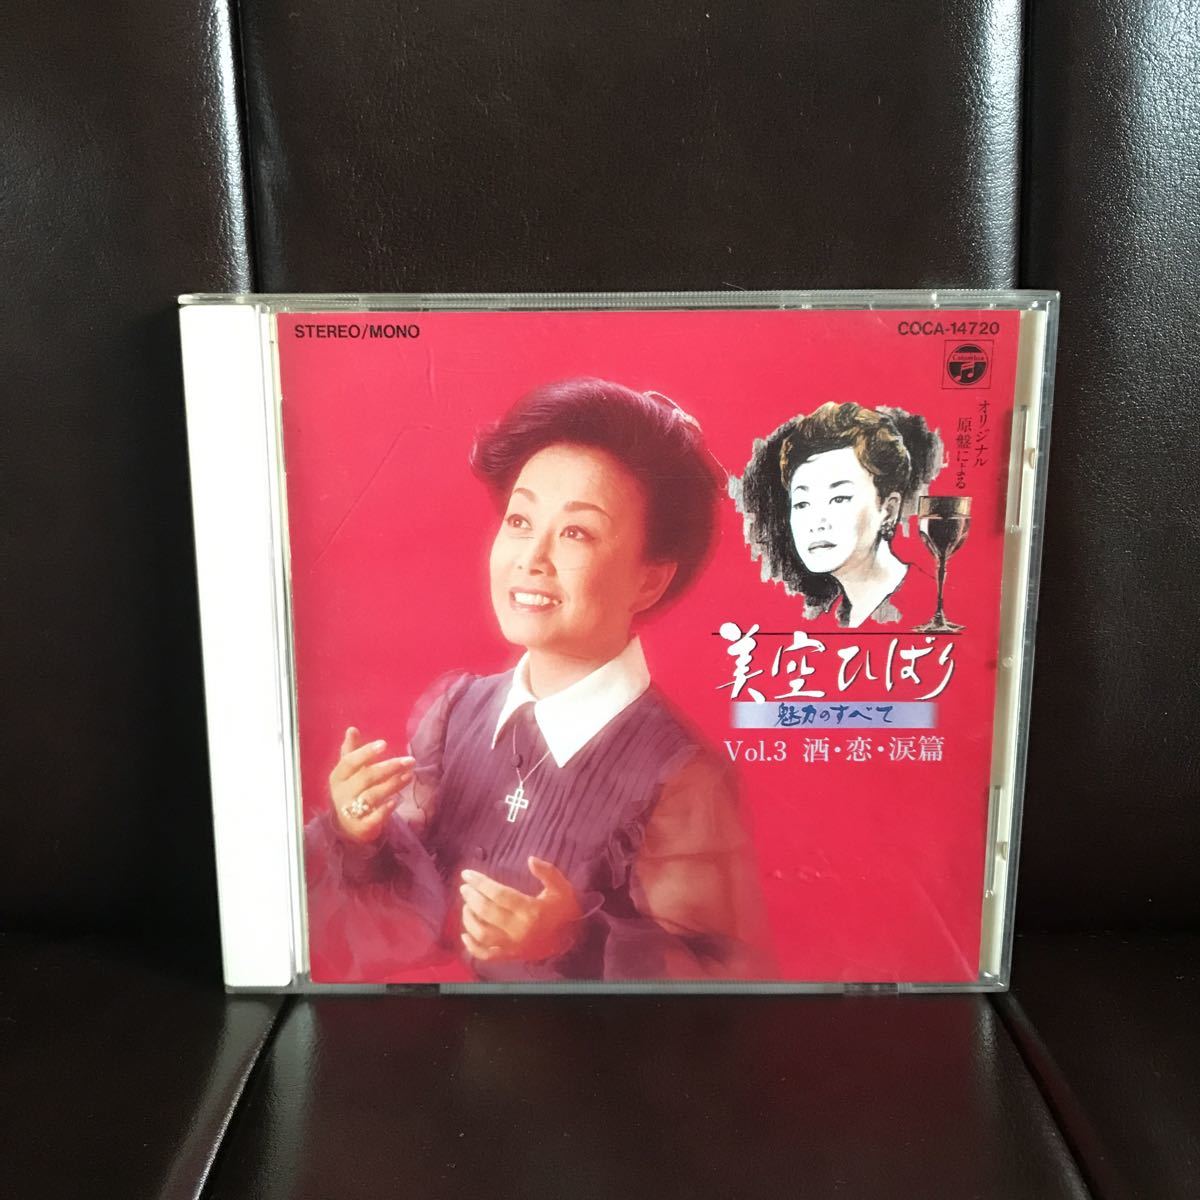 STEREO/MONO
COCA-14720
Columbia
オリジナル
原盤による
美空ひばり
魅力のすべて
Vol.3 酒・恋・涙篇